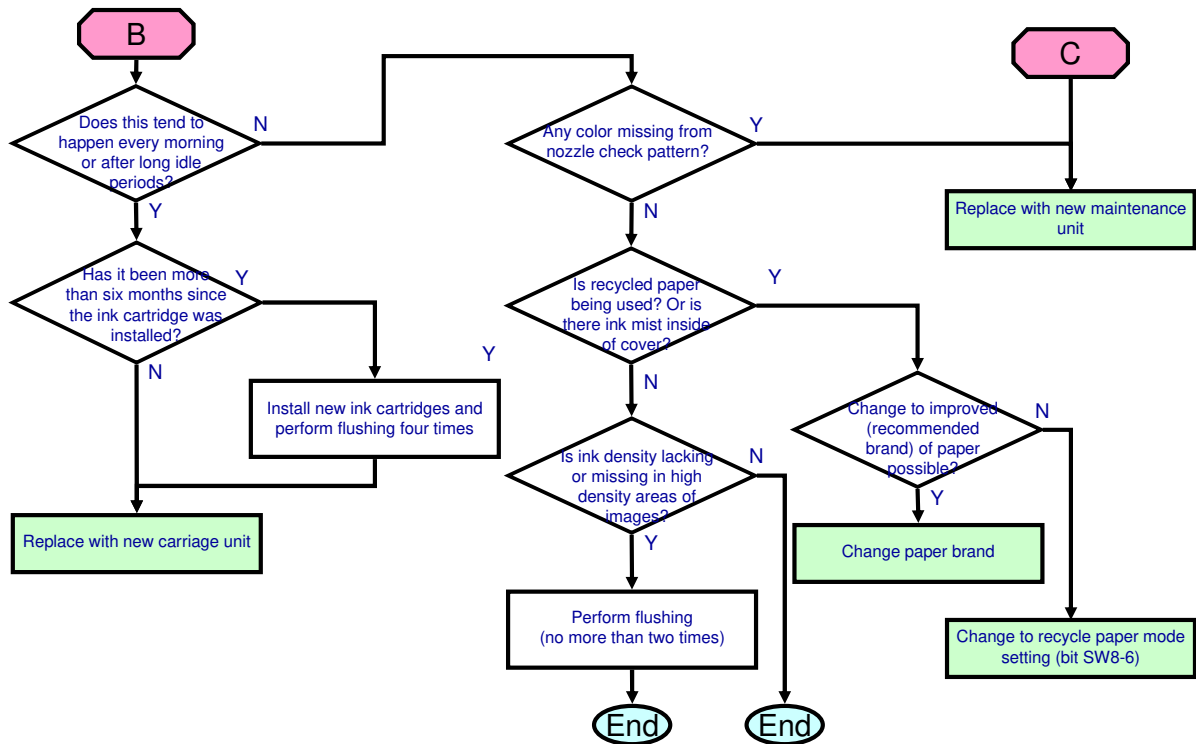 B
C
Does this tend to
happen every morning
or after long idle
periods?
N
Any color missing from
nozzle check pattern?
Y
Y
N
Replace with new maintenance
unit
Has it been more
than six months since
the ink cartridge was
installed?
Y
N
Is recycled paper
being used? Or is
there ink mist inside
of cover?
Y
N
Y
Install new ink cartridges and
perform flushing four times
Change to improved
(recommended
brand) of paper
possible?
N
Y
Is ink density lacking
or missing in high
density areas of
images?
N
Y
Replace with new carriage unit
Change paper brand
Perform flushing
(no more than two times)
Change to recycle paper mode
setting (bit SW8-6)
End
End